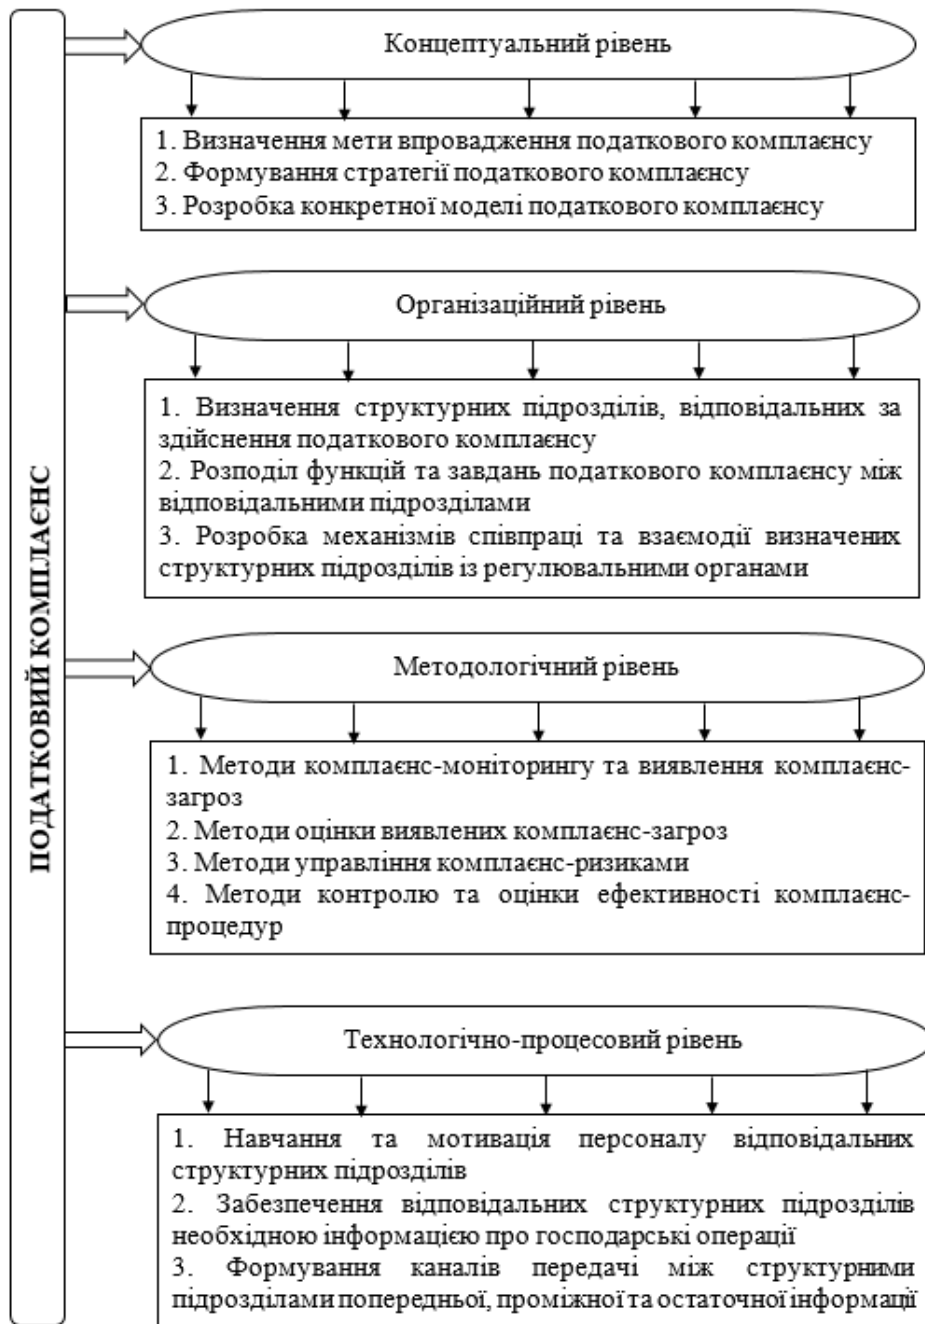 ПОДАТКОВИЙ КОМПЛАЄНС
Концептуальний рівень
1. Визначення мети впровадження податкового комплаєнсу
2. Формування стратегії податкового комплаєнсу
3. Розробка конкретної моделі податкового комплаєнсу
Організаційний рівень
1. Визначення структурних підрозділів, відповідальних за
здійснення податкового комплаєнсу
2. Розподіл функцій та завдань податкового комплаєнсу між
відповідальними підрозділами
3. Розробка механізмів співпраці та взаємодії визначених
структурних підрозділів із регулювальними органами
Методологічний рівень
1. Методи комплаєнс-моніторингу та виявлення комплаєнс-
загроз
2. Методи оцінки виявлених комплаєнс-загроз
3. Методи управління комплаєнс-ризиками
4. Методи контролю та оцінки ефективності комплаєнс-
процедур
Технологічно-процесовий рівень
1. Навчання та мотивація персоналу відповідальних
структурних підрозділів
2. Забезпечення відповідальних структурних підрозділів
необхідною інформацією про господарські операції
3. Формування каналів передачі між структурними
підрозділами попередньої, проміжної та остаточної інформації